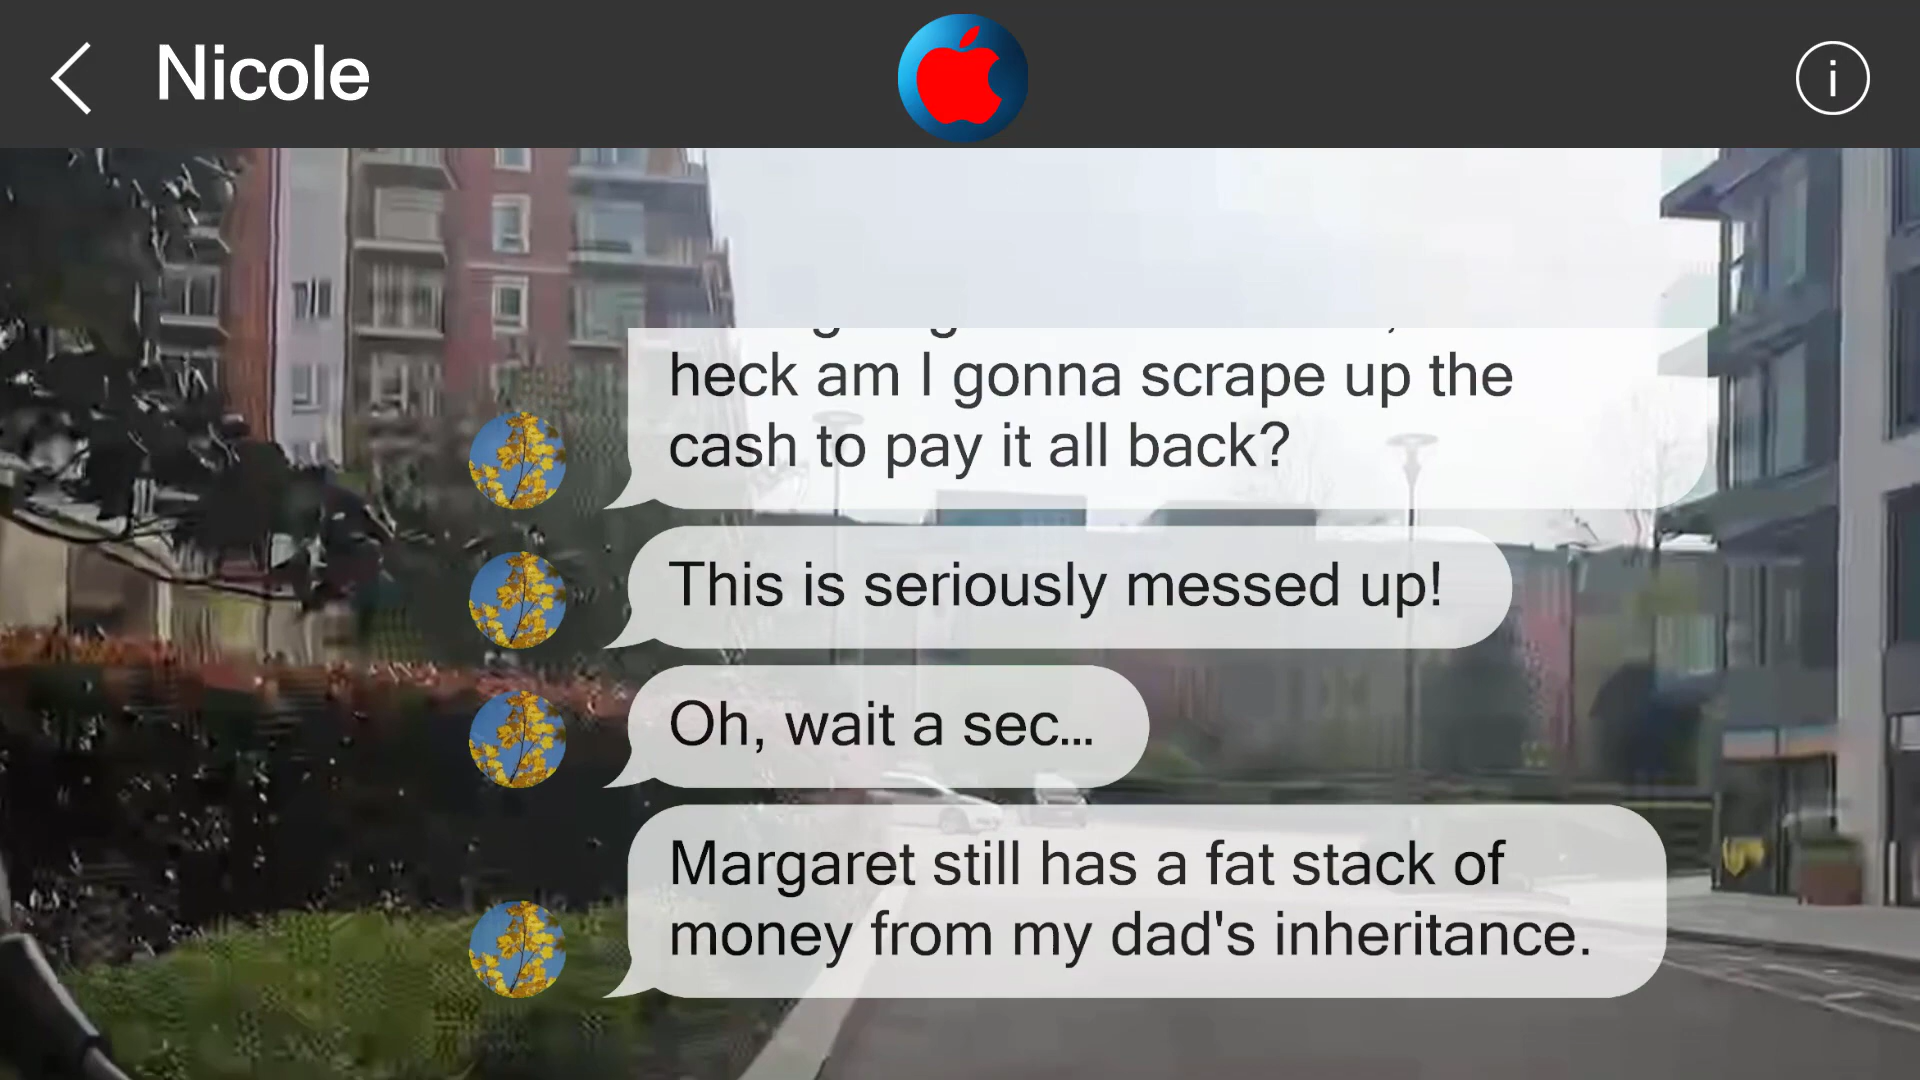 Nicole
i
heck am I gonna scrape up the
cash to pay it all back?
This is seriously messed up!
Oh, wait a sec...
Margaret still has a fat stack of
money from my dad's inheritance.